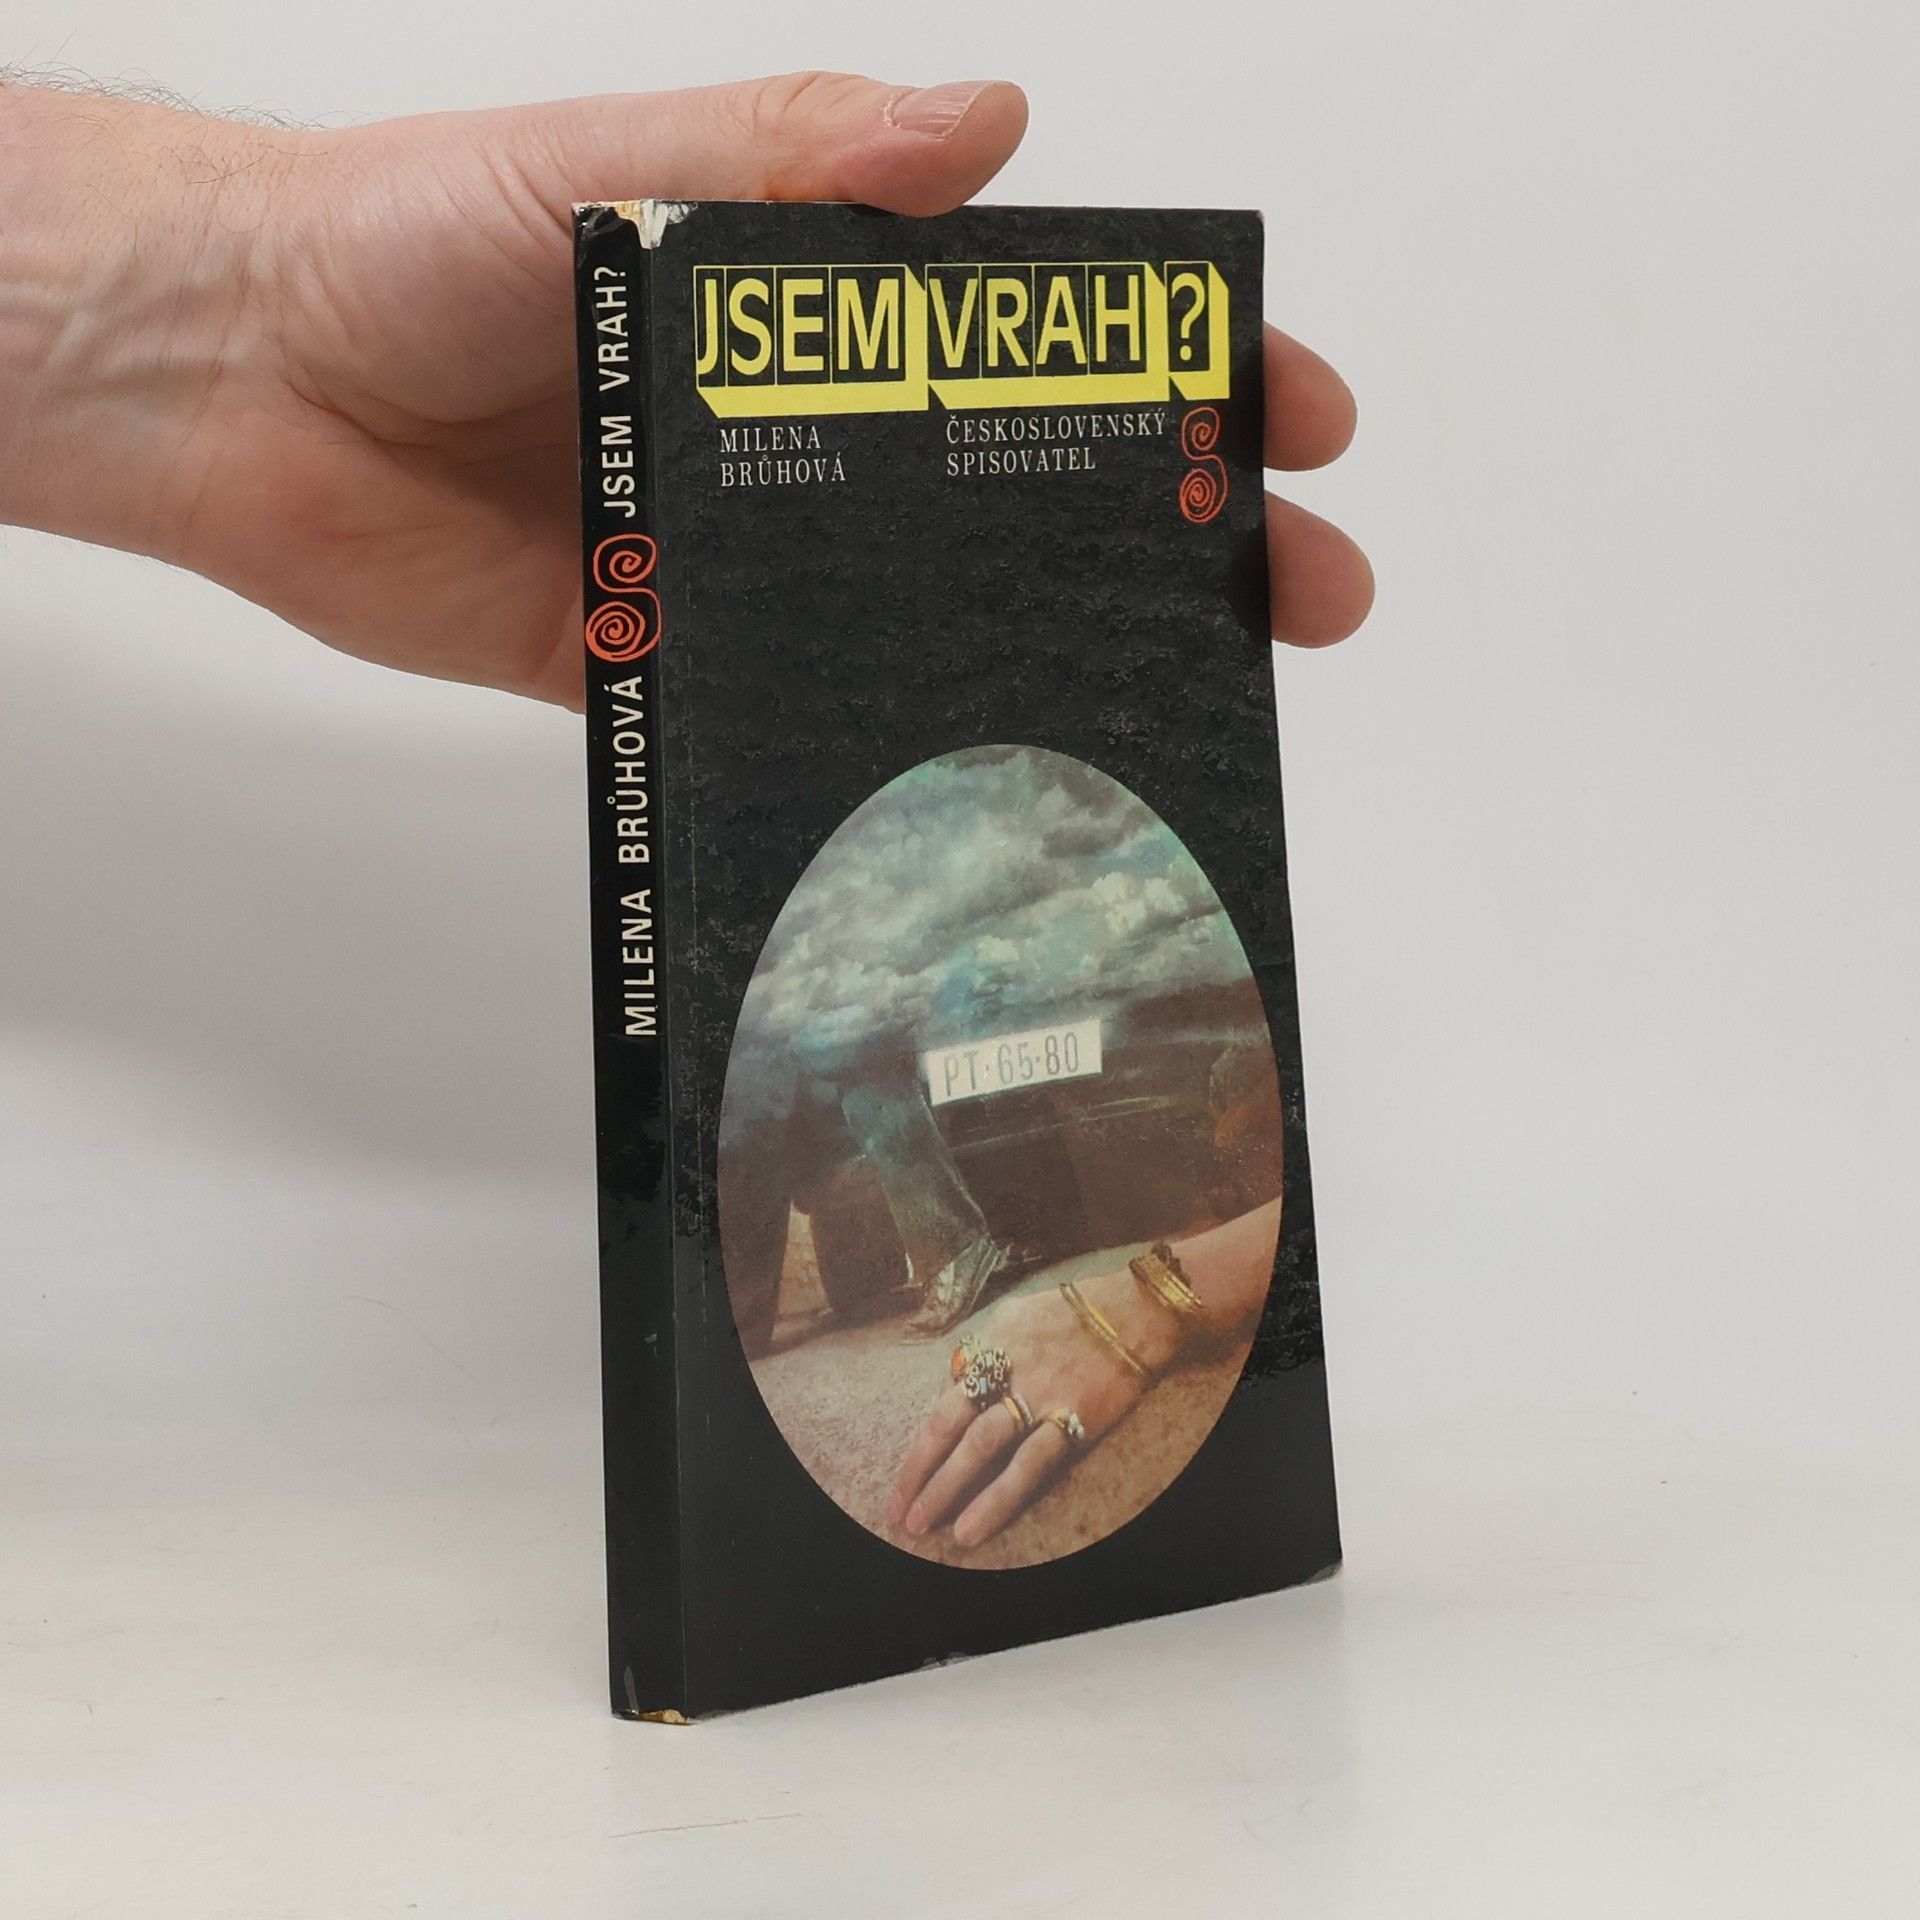 JSEM VRAH?
MILENA
BRŮHOVÁ
ČESKOSLOVENSKÝ
SPISOVATEL
PT·65·80
MILENA BRŮHOVÁ JSEM VRAH?